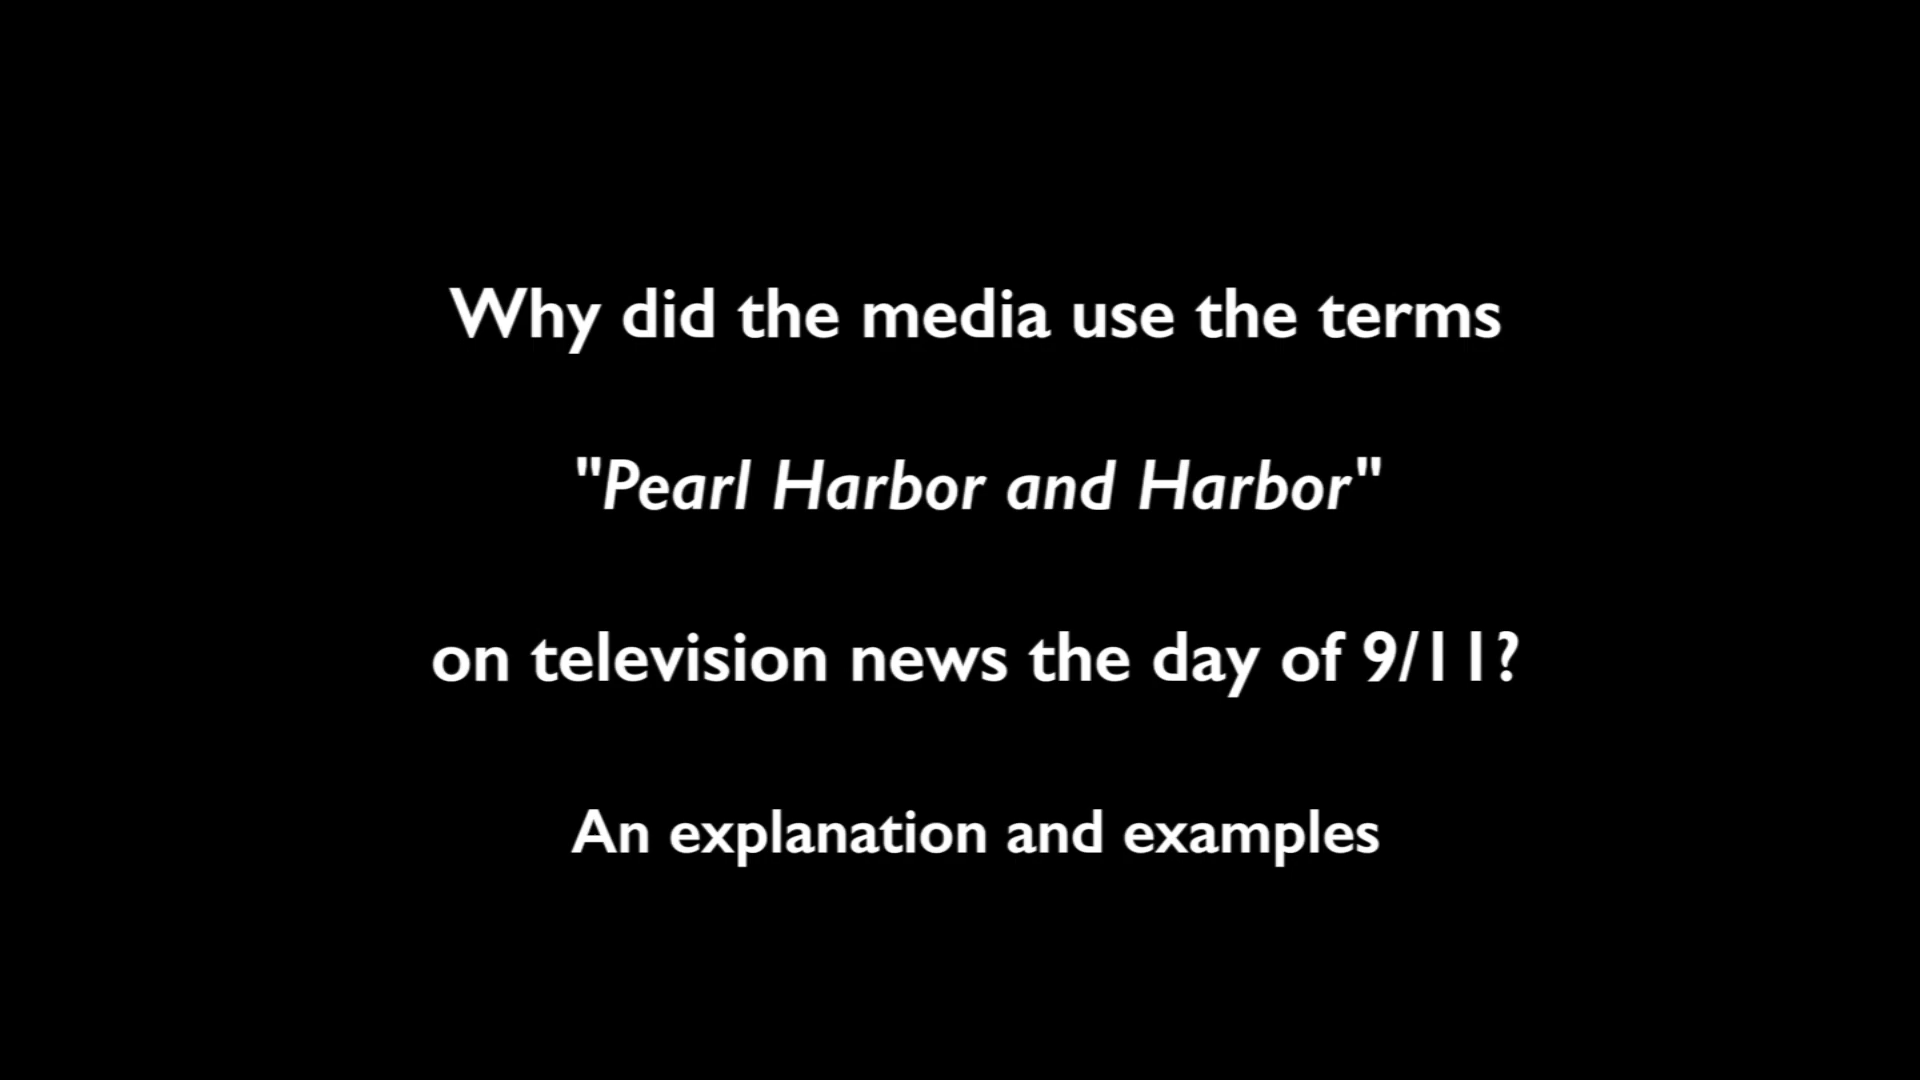 Why did the media use the terms
"Pearl Harbor and Harbor"
on television news the day of 9/11?
An explanation and examples